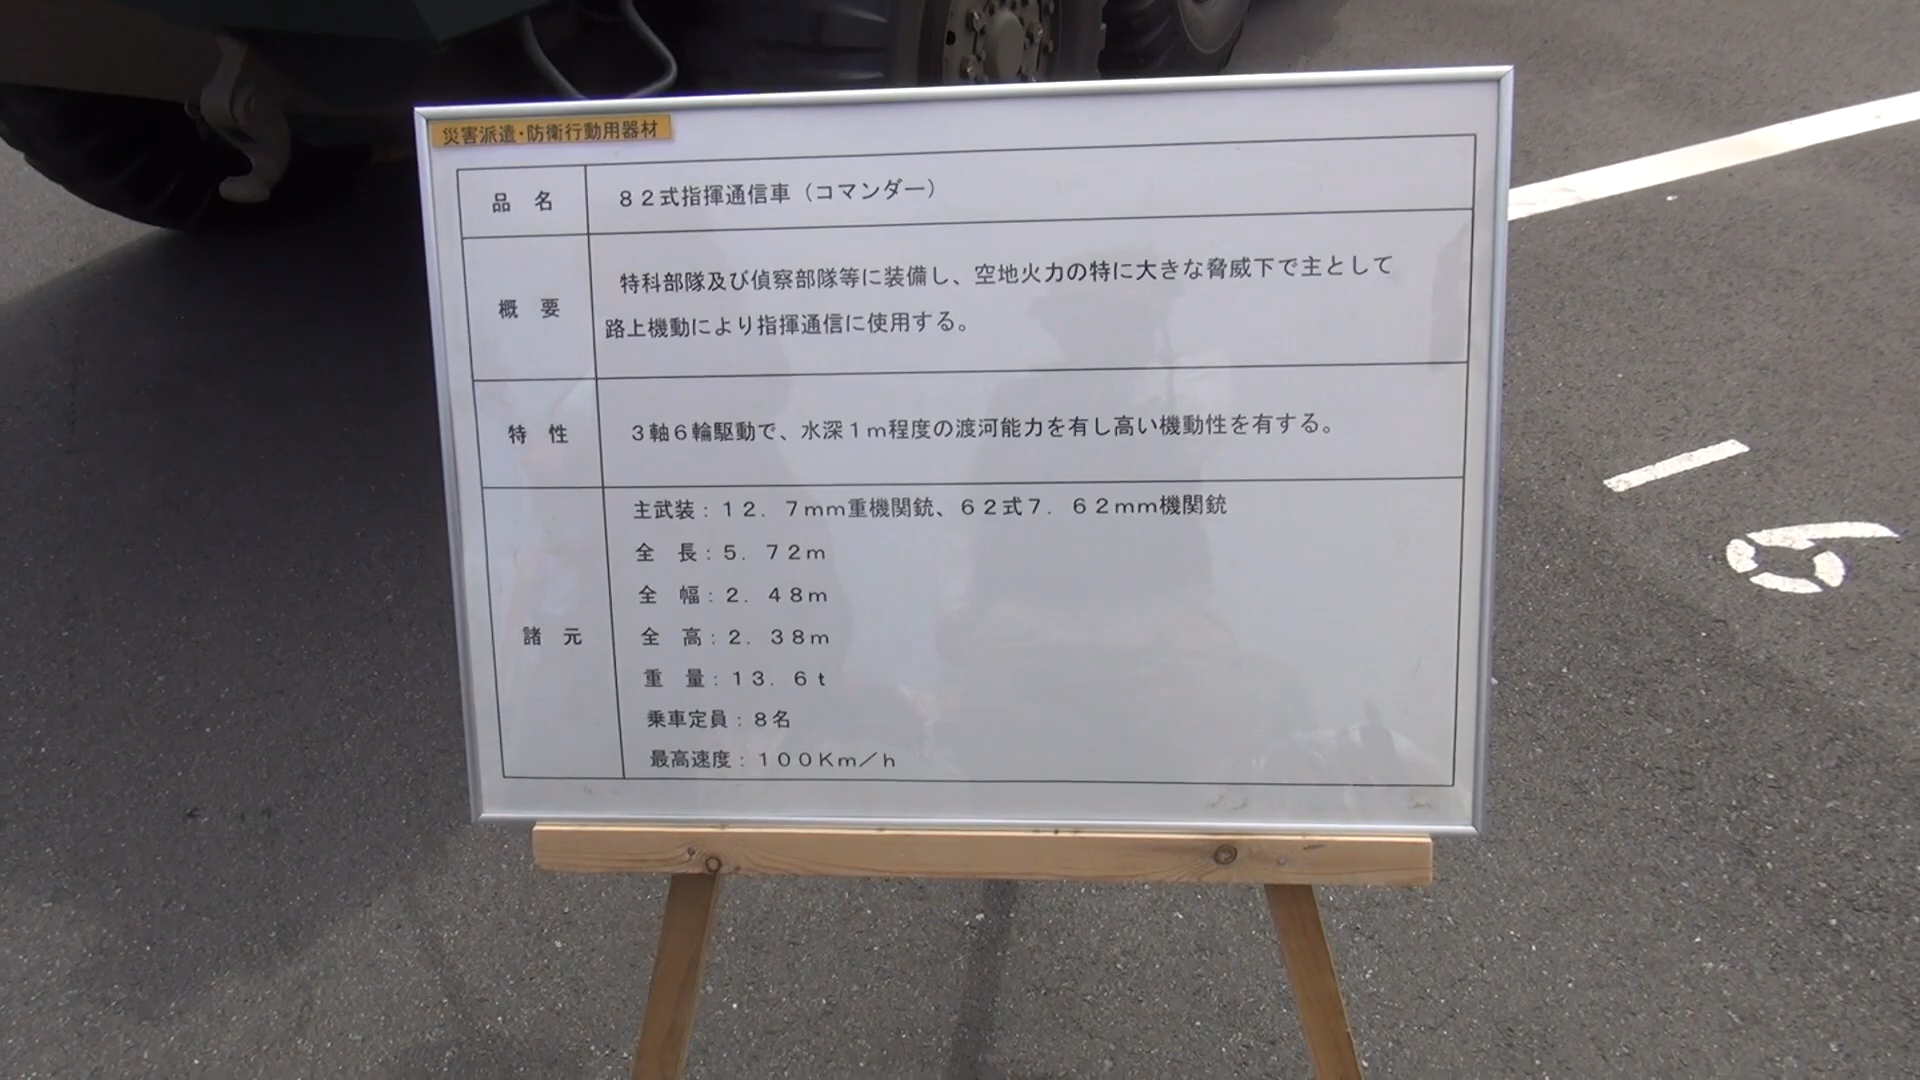 災害派遣・防衛行動用器材
品　名
８２式指揮通信車（コマンダー）
概　要
特科部隊及び偵察部隊等に装備し、空地火力の特に大きな脅威下で主として
路上機動により指揮通信に使用する。
特　性
３軸６輪駆動で、水深１ｍ程度の渡河能力を有し高い機動性を有する。
諸　元
主武装：１２．７ｍｍ重機関銃、６２式７．６２ｍｍ機関銃
全　長：５．７２ｍ
全　幅：２．４８ｍ
全　高：２．３８ｍ
重　量：１３．６ｔ
乗車定員：８名
最高速度：１００Ｋｍ／ｈ
19